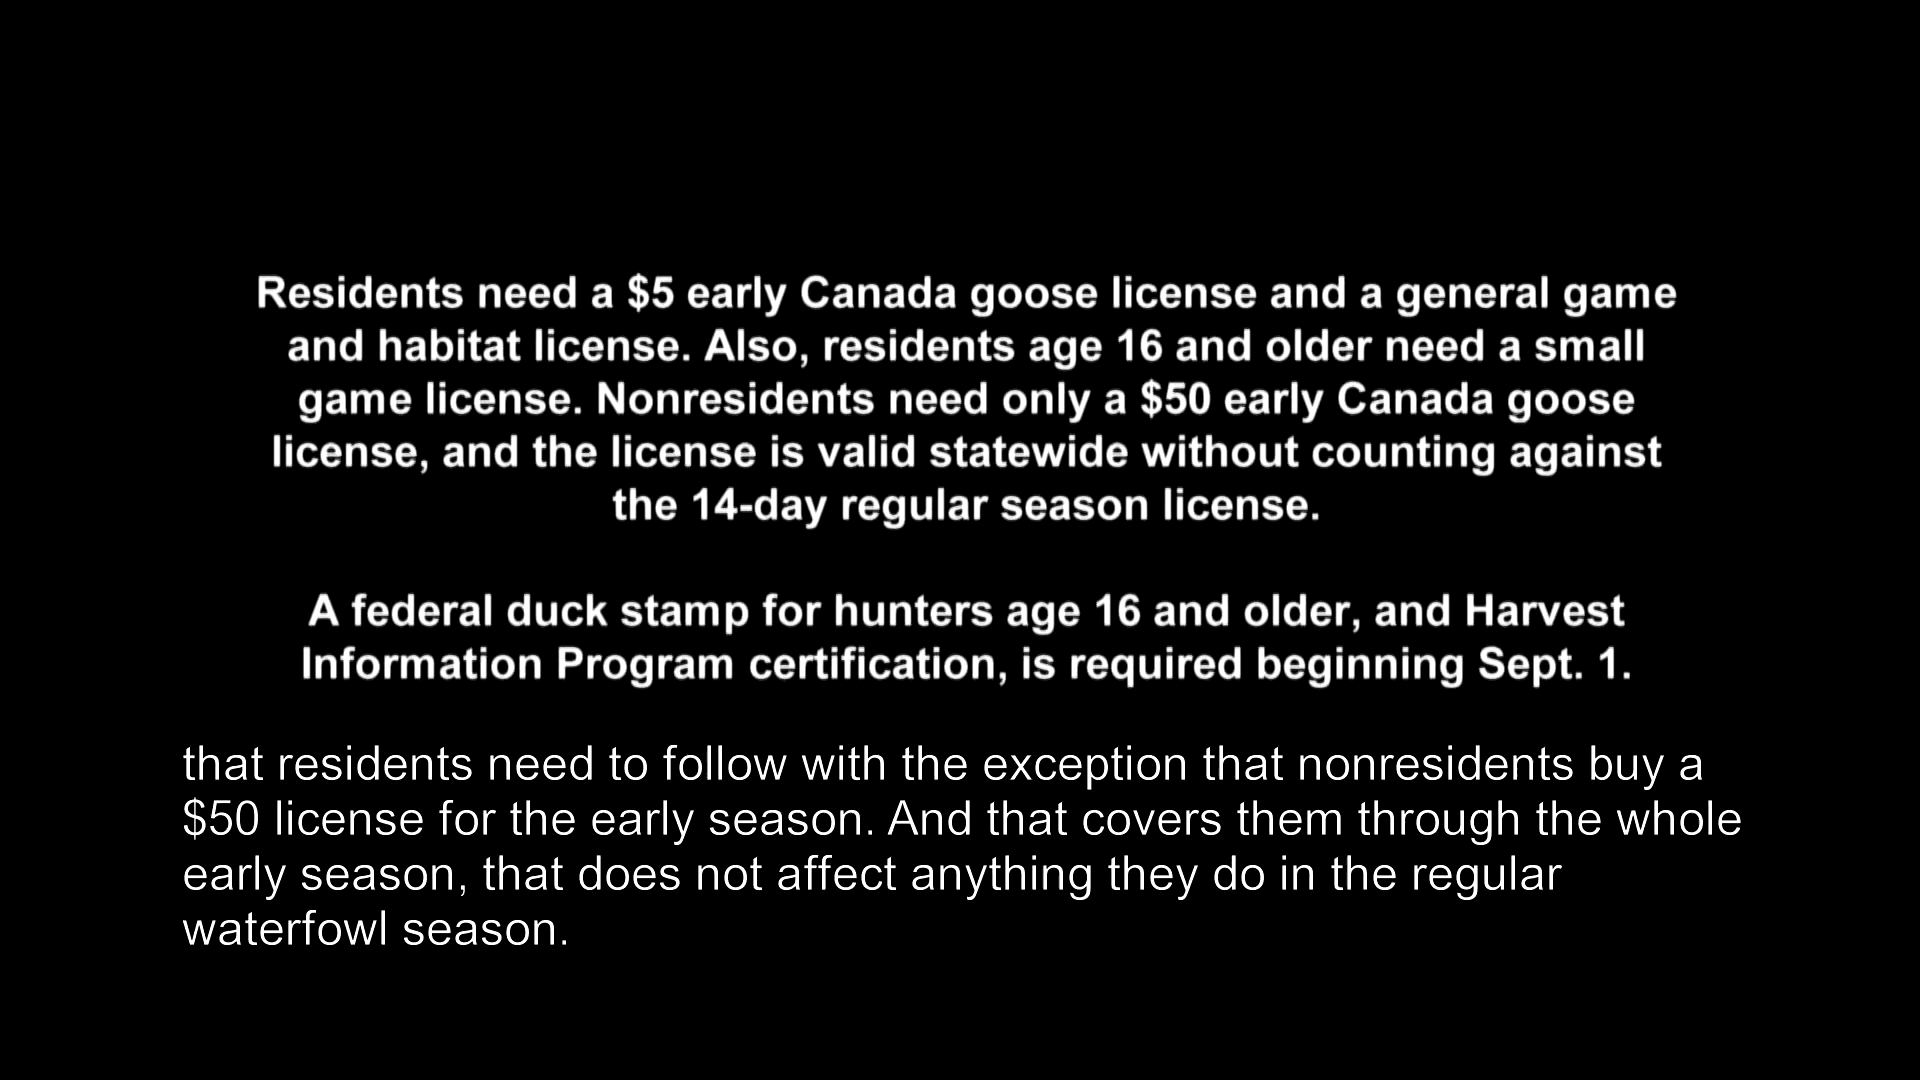 Residents need a $5 early Canada goose license and a general game
and habitat license. Also, residents age 16 and older need a small
game license. Nonresidents need only a $50 early Canada goose
license, and the license is valid statewide without counting against
the 14-day regular season license.
A federal duck stamp for hunters age 16 and older, and Harvest
Information Program certification, is required beginning Sept. 1.
that residents need to follow with the exception that nonresidents buy a
$50 license for the early season. And that covers them through the whole
early season, that does not affect anything they do in the regular
waterfowl season.